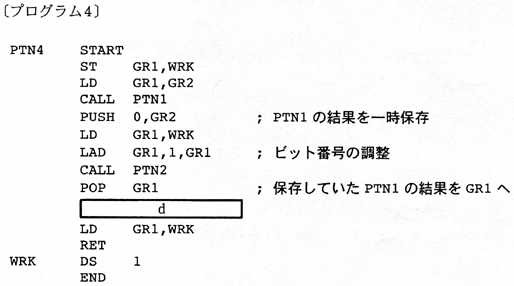 〔プログラム4〕
PTN4 START
ST GR1,WRK
LD GR1,GR2
CALL PTN1
PUSH 0,GR2 ; PTN1 の結果を一時保存
LD GR1,WRK
LAD GR1,1,GR1 ; ビット番号の調整
CALL PTN2
POP GR1 ; 保存していた PTN1 の結果を GR1 へ
d
LD GR1,WRK
RET
WRK DS 1
END